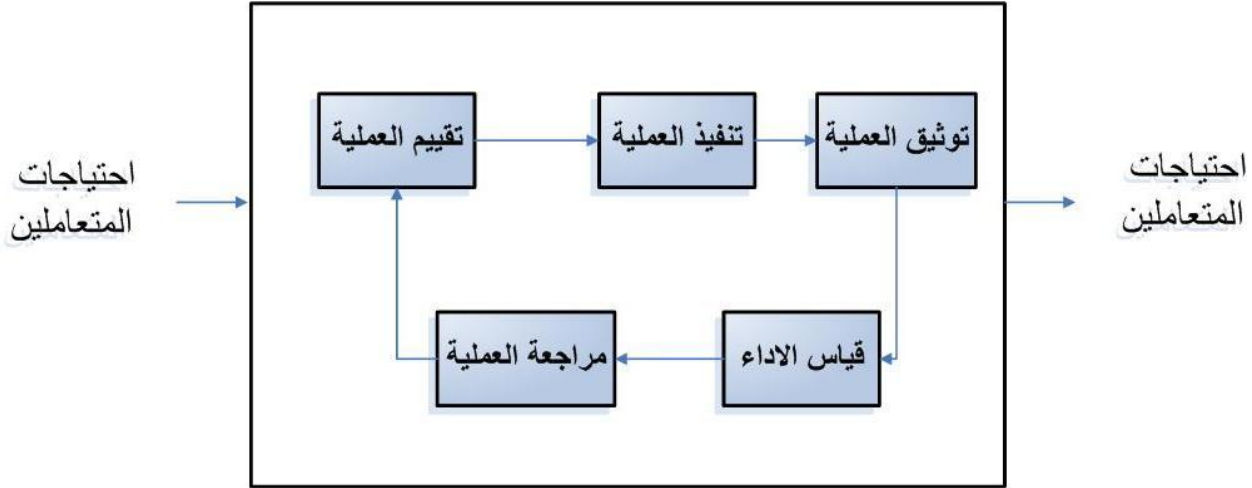 تقييم العملية
تنفيذ العملية
توثيق العملية
احتياجات
المتعاملين
احتياجات
المتعاملين
مراجعة العملية
قياس الاداء